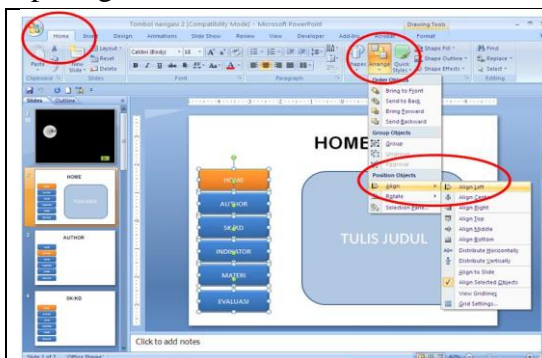 Tombol navigasi 2 [Compatibility Mode] - Microsoft PowerPoint
Drawing Tools
Home Insert Design Animations Slide Show Review View Developer Add-Ins Acrobat Format
Paste
New Slide
Layout
Reset
Delete
Calibri (Body) 18
Shapes Arrange Quick Styles
Shape Fill
Shape Outline
Shape Effects
Find
Replace
Select
Clipboard Slides Font Paragraph Editing
Slides Outline
Order Objects
Bring to Front
Send to Back
Bring Forward
Send Backward
Group Objects
Group
Position Objects
Align
Rotate
Selection Pane...
Align Left
Align Center
Align Right
Align Top
Align Middle
Align Bottom
Distribute Horizontally
Distribute Vertically
Align to Slide
Align Selected Objects
View Gridlines
Grid Settings...
HOME
HOME
AUTHOR
SK-KD
INDIKATOR
MATERI
EVALUASI
TULIS JUDUL
HOME
AUTHOR
SK-KD
Click to add notes
Slide 2 of 7 "Office Theme"